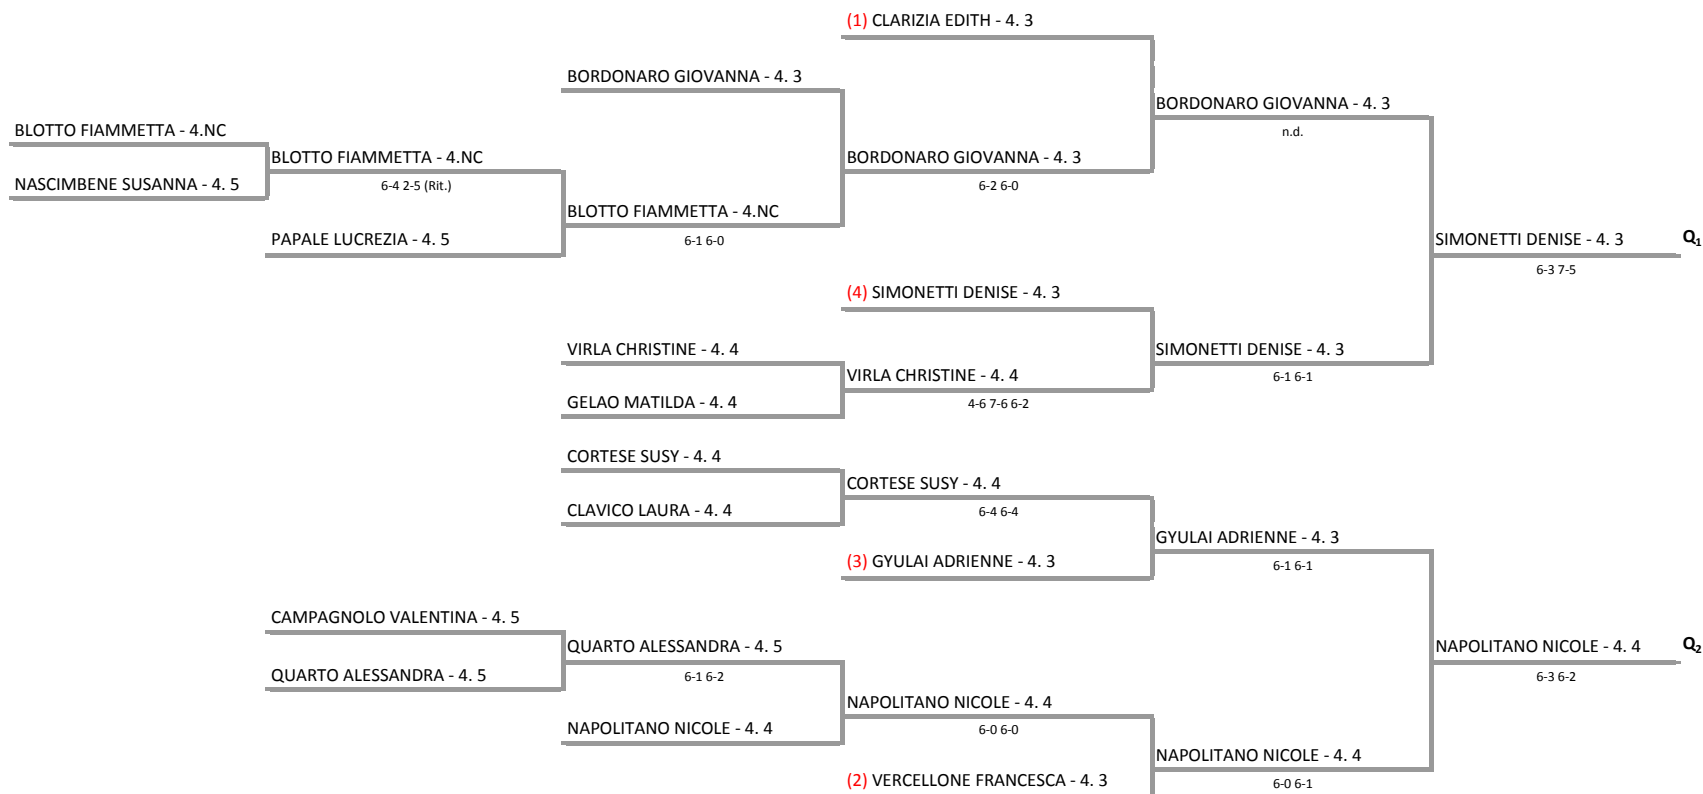 (1) CLARIZIA EDITH - 4. 3
BORDONARO GIOVANNA - 4. 3
BORDONARO GIOVANNA - 4. 3
n.d.
BLOTTO FIAMMETTA - 4.NC
BLOTTO FIAMMETTA - 4.NC
6-4 2-5 (Rit.)
BORDONARO GIOVANNA - 4. 3
6-2 6-0
NASCIMBENE SUSANNA - 4. 5
BLOTTO FIAMMETTA - 4.NC
6-1 6-0
PAPALE LUCREZIA - 4. 5
SIMONETTI DENISE - 4. 3 Q1
6-3 7-5
(4) SIMONETTI DENISE - 4. 3
VIRLA CHRISTINE - 4. 4
SIMONETTI DENISE - 4. 3
6-1 6-1
VIRLA CHRISTINE - 4. 4
4-6 7-6 6-2
GELAO MATILDA - 4. 4
CORTESE SUSY - 4. 4
CORTESE SUSY - 4. 4
6-4 6-4
CLAVICO LAURA - 4. 4
GYULAI ADRIENNE - 4. 3
6-1 6-1
(3) GYULAI ADRIENNE - 4. 3
CAMPAGNOLO VALENTINA - 4. 5
QUARTO ALESSANDRA - 4. 5
6-1 6-2
NAPOLITANO NICOLE - 4. 4 Q2
6-3 6-2
QUARTO ALESSANDRA - 4. 5
NAPOLITANO NICOLE - 4. 4
6-0 6-0
NAPOLITANO NICOLE - 4. 4
NAPOLITANO NICOLE - 4. 4
6-0 6-1
(2) VERCELLONE FRANCESCA - 4. 3